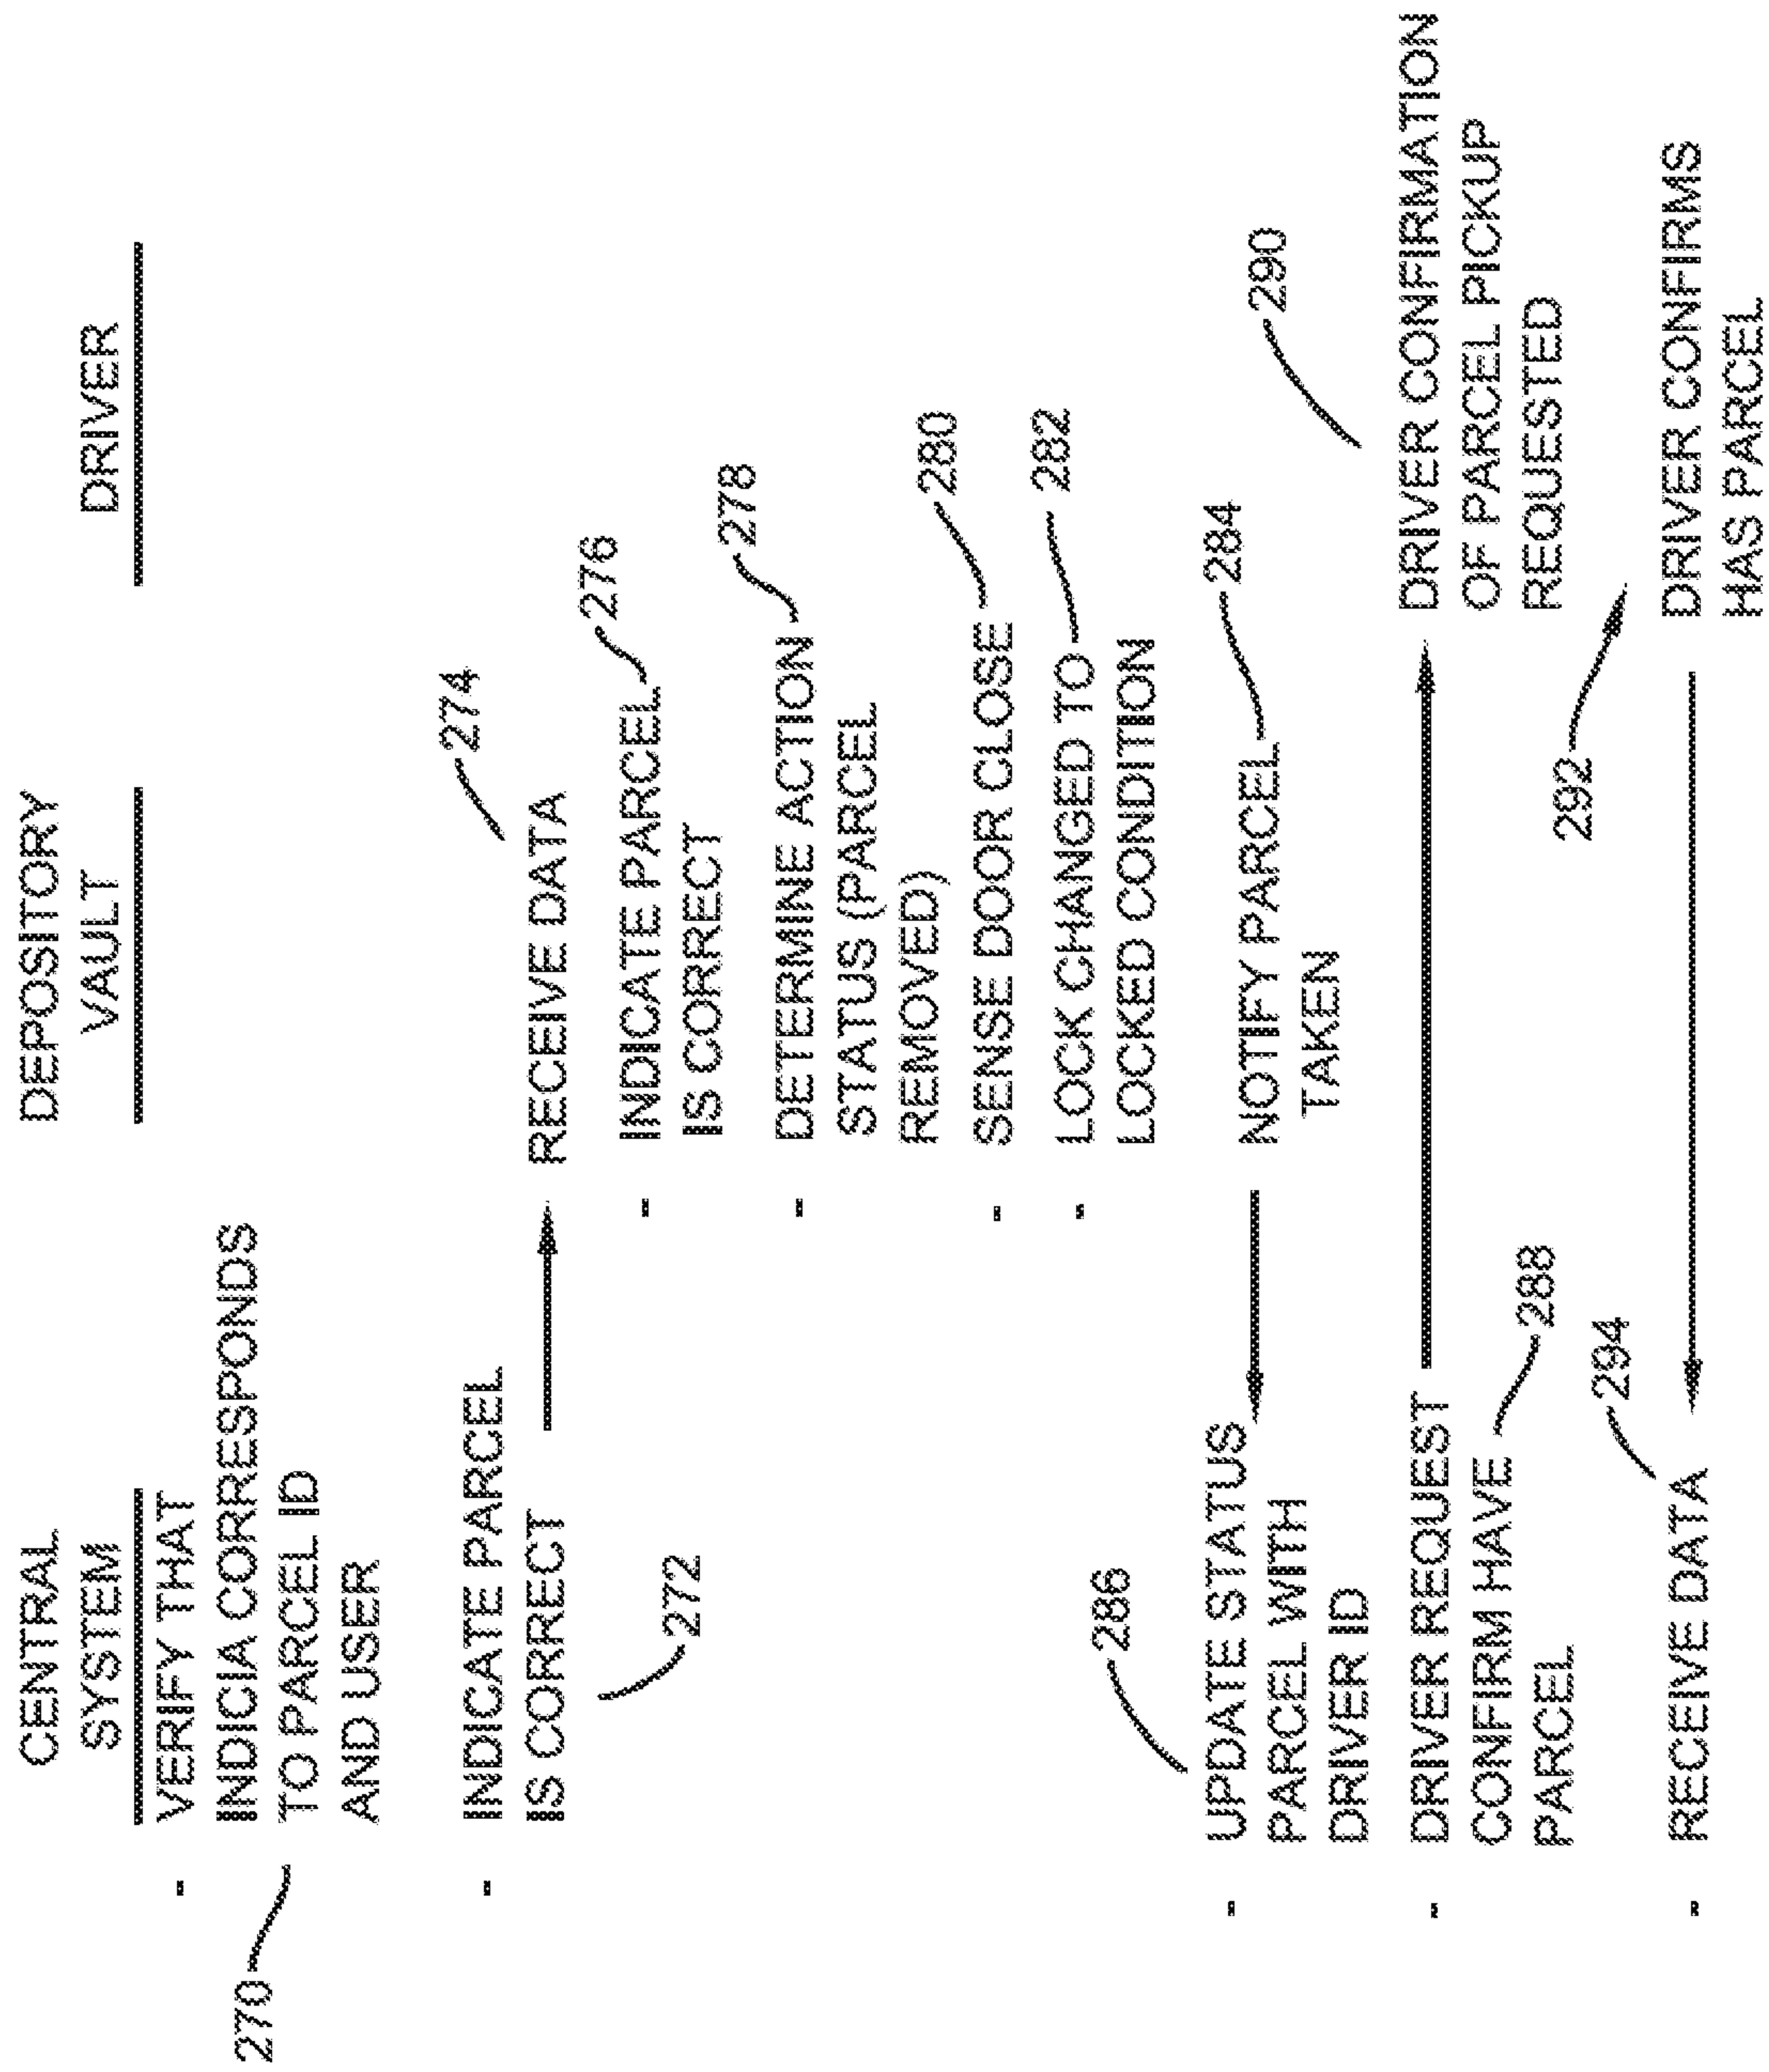 CENTRAL
SYSTEM
DEPOSITORY
VAULT
DRIVER
270
VERIFY THAT
INDICIA CORRESPONDS
TO PARCEL ID
AND USER
INDICATE PARCEL
IS CORRECT
272
274
RECEIVE DATA
INDICATE PARCEL
IS CORRECT
276
DETERMINE ACTION
STATUS (PARCEL
REMOVED)
278
SENSE DOOR CLOSE
280
LOCK CHANGED TO
LOCKED CONDITION
282
NOTIFY PARCEL
TAKEN
284
286
UPDATE STATUS
PARCEL WITH
DRIVER ID
DRIVER REQUEST
CONFIRM HAVE
PARCEL
288
290
DRIVER CONFIRMATION
OF PARCEL PICKUP
REQUESTED
292
DRIVER CONFIRMS
HAS PARCEL
294
RECEIVE DATA